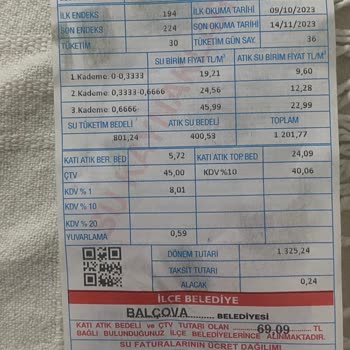 İLK ENDEKS 194 İLK OKUMA TARİHİ 09/10/2023
SON ENDEKS 224 SON OKUMA TARİHİ 14/11/2023
TÜKETİM 30 TÜKETİM GÜN SAY. 36
SU BİRİM FİYAT TL/M³ ATIK SU BİRİM FİYAT TL/M³
1.Kademe: 0-0,3333 19,21 9,60
2.Kademe: 0,3333-0,6666 24,56 12,28
3.Kademe: 0,6666- 45,99 22,99
SU TÜKETİM BEDELİ ATIK SU BEDELİ TOPLAM
801,24 400,53 1 201,77
KATI ATIK BER. BED 5,72 KATI ATIK TOP.BED 24,09
ÇTV 45,00 KDV %10 40,06
KDV % 1 8,01
KDV % 10
KDV % 20
YUVARLAMA 0,59
DÖNEM TUTARI 1 325,24
TAKSİT TUTARI
ALACAK 0,24
İLÇE BELEDİYE
BALÇOVA BELEDİYESİ
KATI ATIK BEDELİ ve ÇTV TUTARI OLAN 69,09 TL
BAĞLI BULUNDUĞUNUZ İLÇE BELEDİYELERİNCE ALINMAKTADIR.
SU FATURALARININ ÜCRET DAĞILIMI